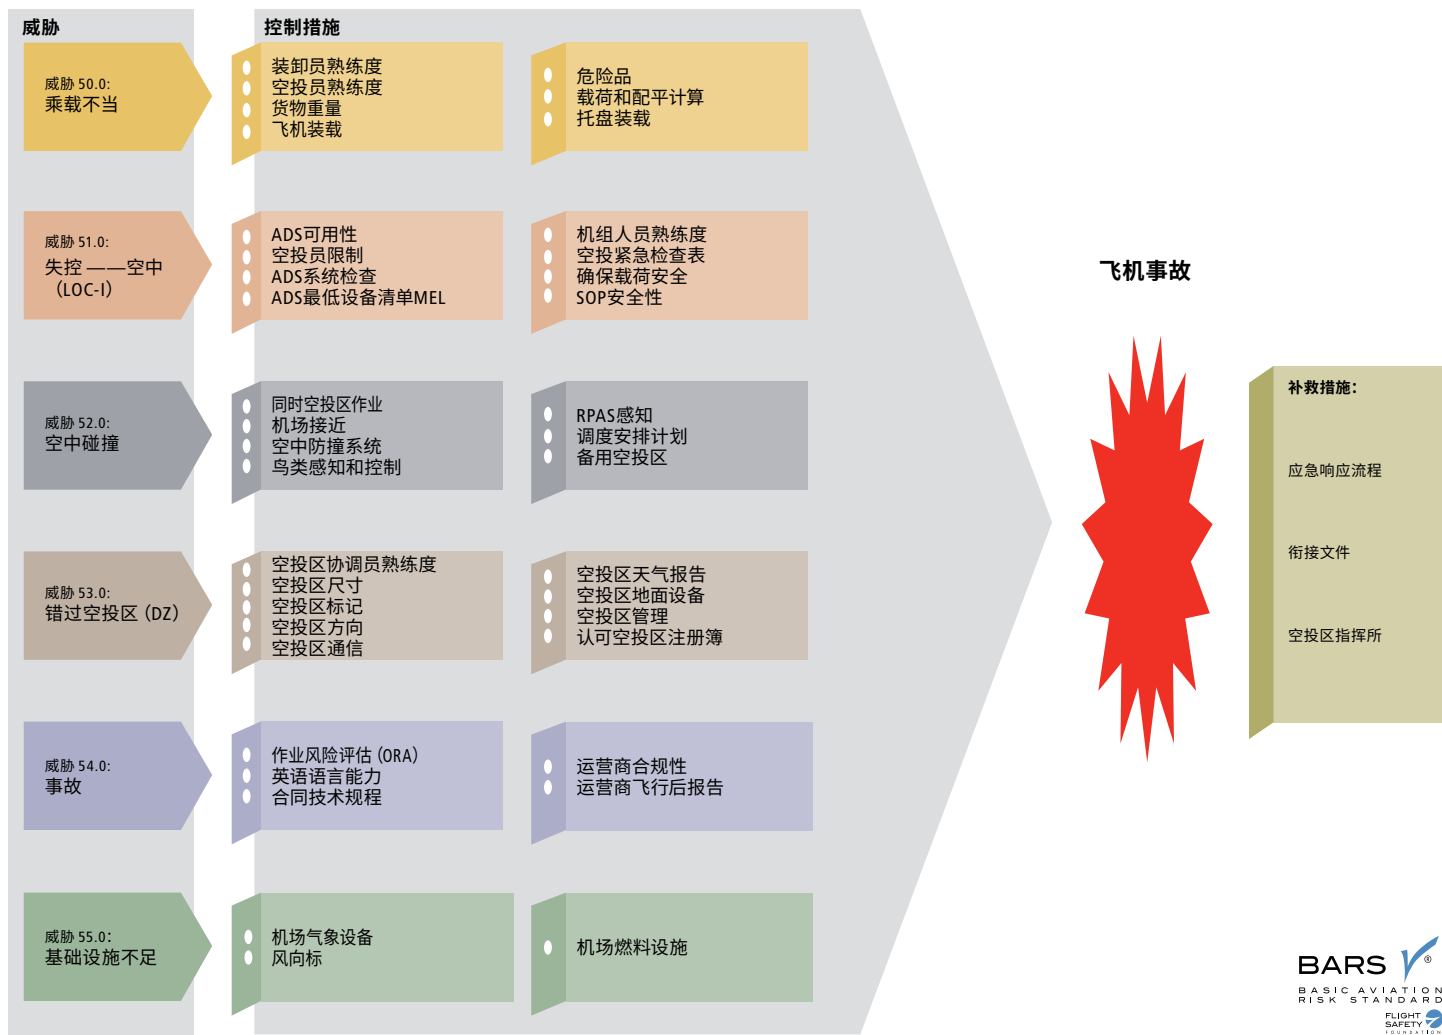 威胁
控制措施
威胁 50.0:
乘载不当
装卸员熟练度
空投员熟练度
货物重量
飞机装载
危险品
载荷和配平计算
托盘装载
威胁 51.0:
失控 ——空中
（LOC-I）
ADS可用性
空投员限制
ADS系统检查
ADS最低设备清单MEL
机组人员熟练度
空投紧急检查表
确保载荷安全
SOP安全性
威胁 52.0:
空中碰撞
同时空投区作业
机场接近
空中防撞系统
鸟类感知和控制
RPAS感知
调度安排计划
备用空投区
威胁 53.0:
错过空投区（DZ）
空投区协调员熟练度
空投区尺寸
空投区标记
空投区方向
空投区通信
空投区天气报告
空投区地面设备
空投区管理
认可空投区注册簿
威胁 54.0:
事故
作业风险评估（ORA）
英语语言能力
合同技术规程
运营商合规性
运营商飞行后报告
威胁 55.0:
基础设施不足
机场气象设备
风向标
机场燃料设施
飞机事故
补救措施:
应急响应流程
衔接文件
空投区指挥所
BARS ®
BASIC AVIATION
RISK STANDARD
FLIGHT
SAFETY
FOUNDATION